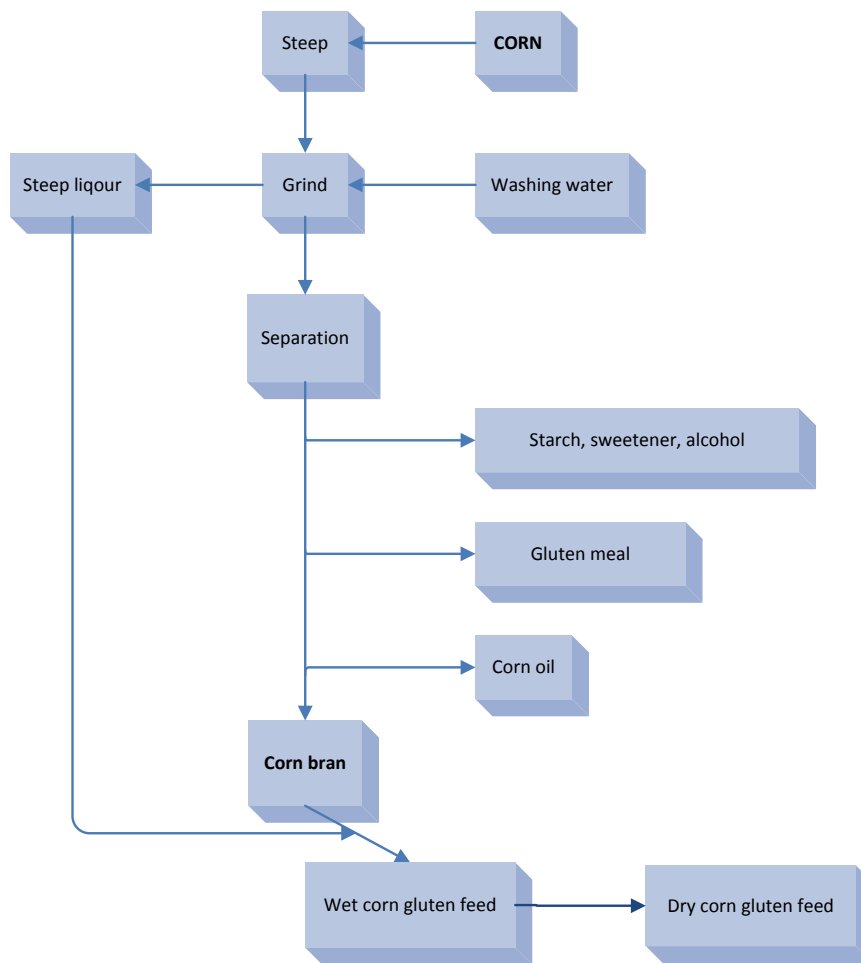 Steep
CORN
Steep liqour
Grind
Washing water
Separation
Starch, sweetener, alcohol
Gluten meal
Corn oil
Corn bran
Wet corn gluten feed
Dry corn gluten feed